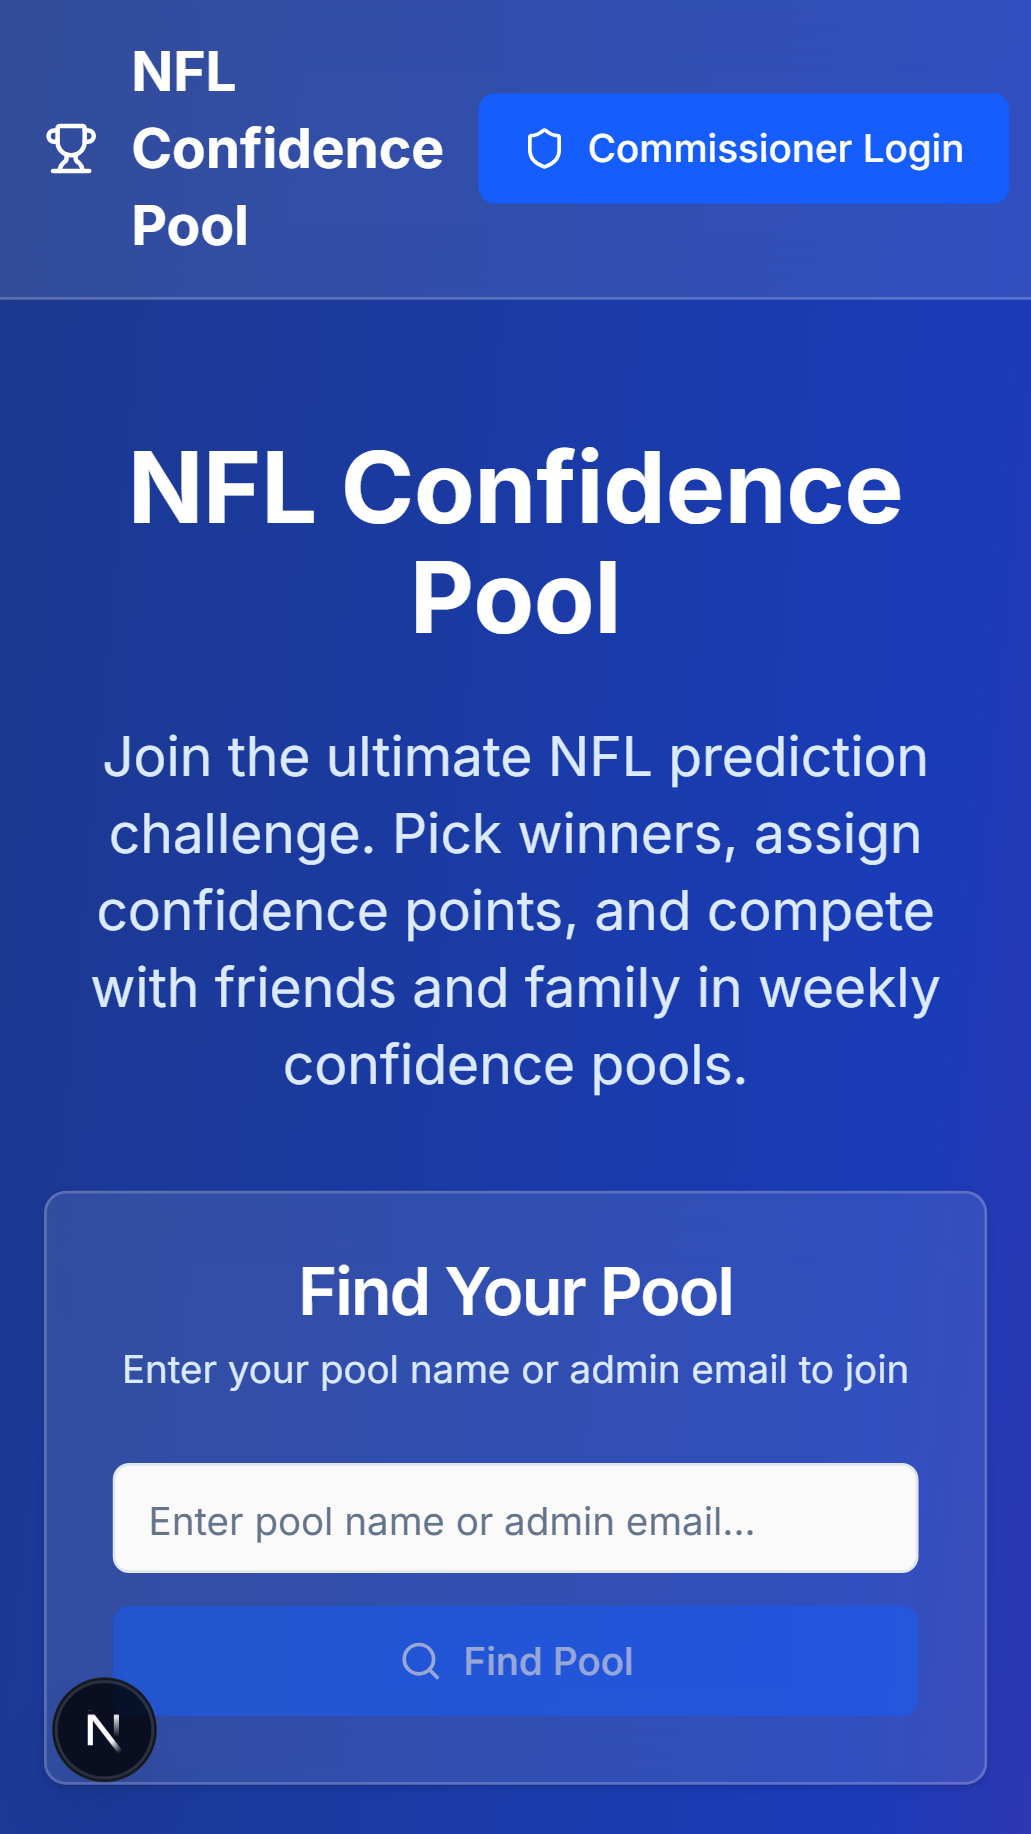 NFL
Confidence
Pool
Commissioner Login
NFL Confidence
Pool
Join the ultimate NFL prediction
challenge. Pick winners, assign
confidence points, and compete
with friends and family in weekly
confidence pools.
Find Your Pool
Enter your pool name or admin email to join
Enter pool name or admin email...
Find Pool
N